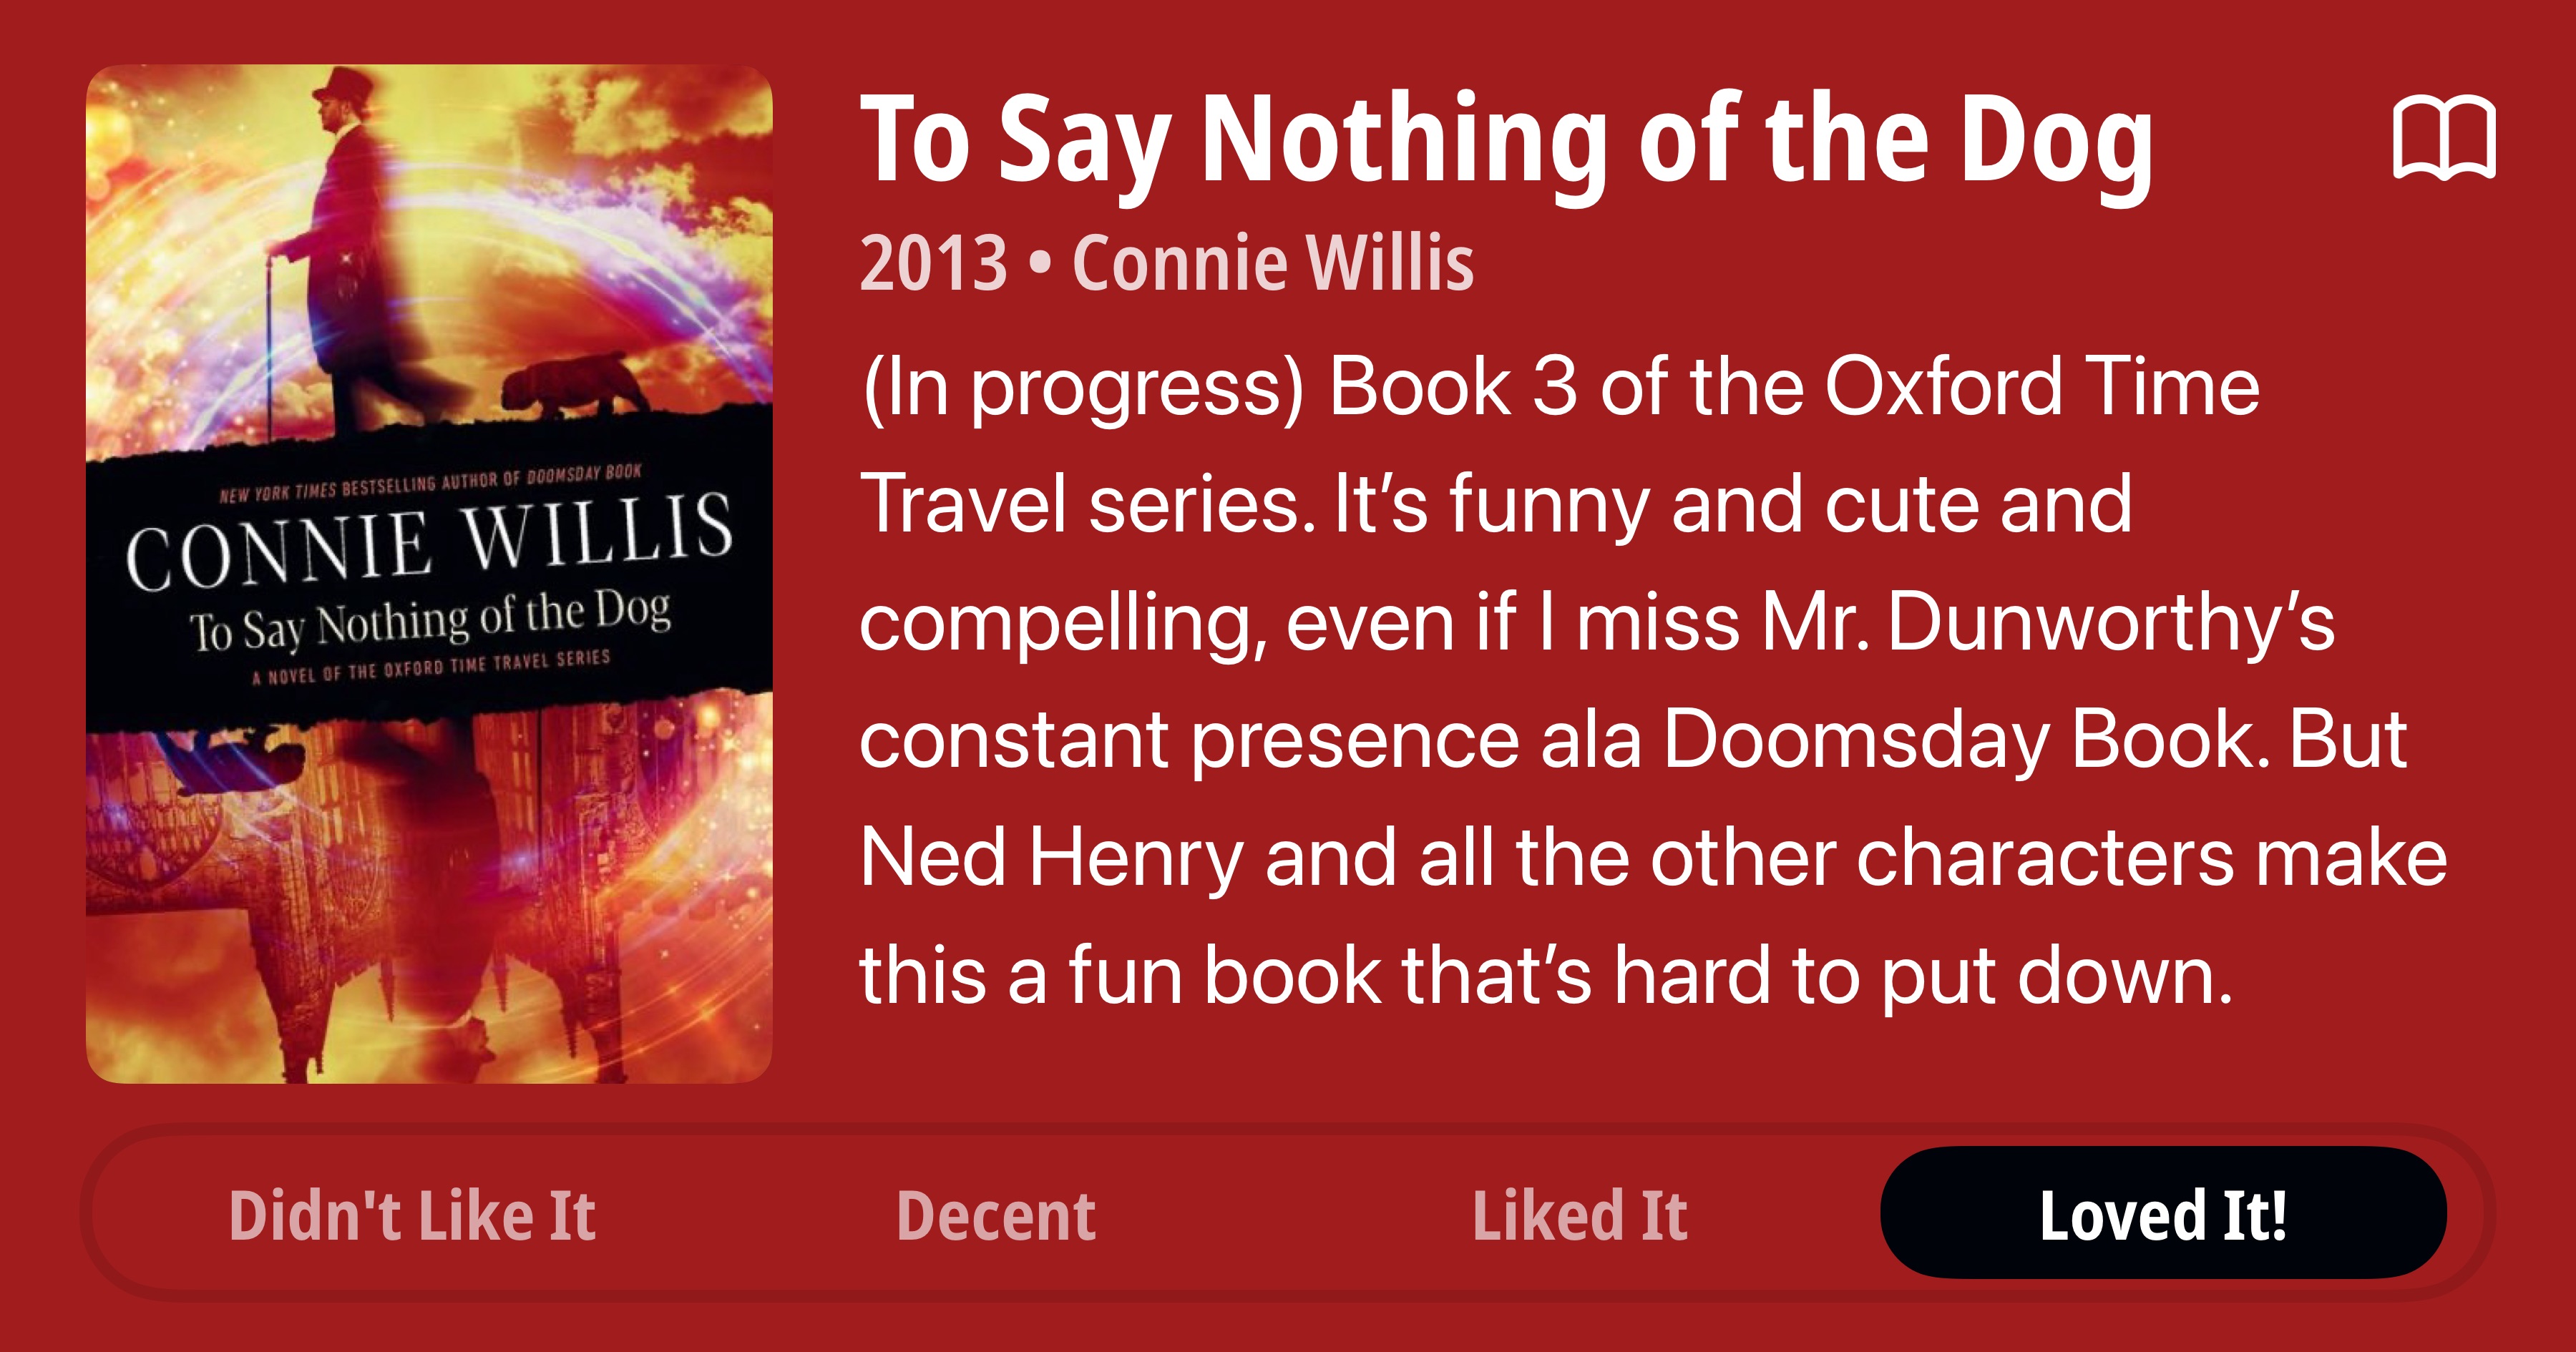 To Say Nothing of the Dog
2013 • Connie Willis
(In progress) Book 3 of the Oxford Time
Travel series. It’s funny and cute and
compelling, even if I miss Mr. Dunworthy’s
constant presence ala Doomsday Book. But
Ned Henry and all the other characters make
this a fun book that’s hard to put down.
NEW YORK TIMES BESTSELLING AUTHOR OF DOOMSDAY BOOK
CONNIE WILLIS
To Say Nothing of the Dog
A NOVEL OF THE OXFORD TIME TRAVEL SERIES
Didn't Like It
Decent
Liked It
Loved It!